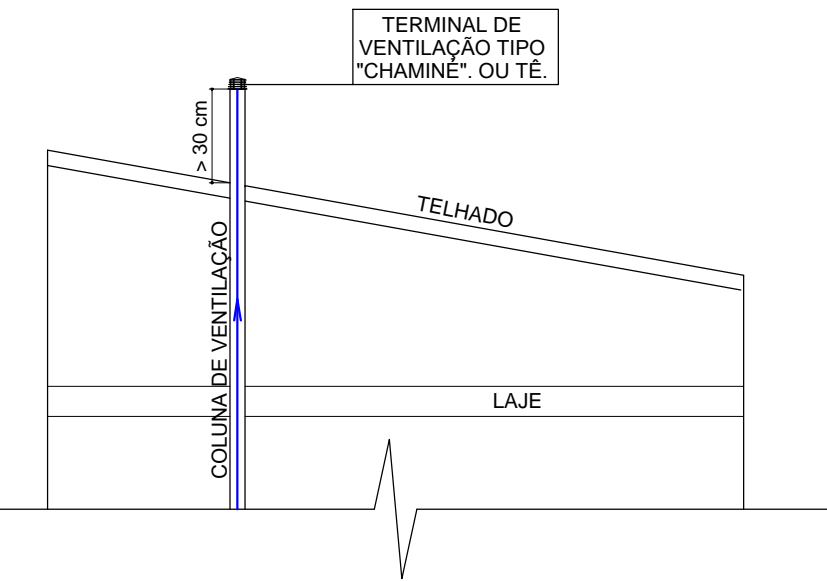 TERMINAL DE
VENTILAÇÃO TIPO
"CHAMINÉ". OU TÊ.
> 30 cm
TELHADO
COLUNA DE VENTILAÇÃO
LAJE